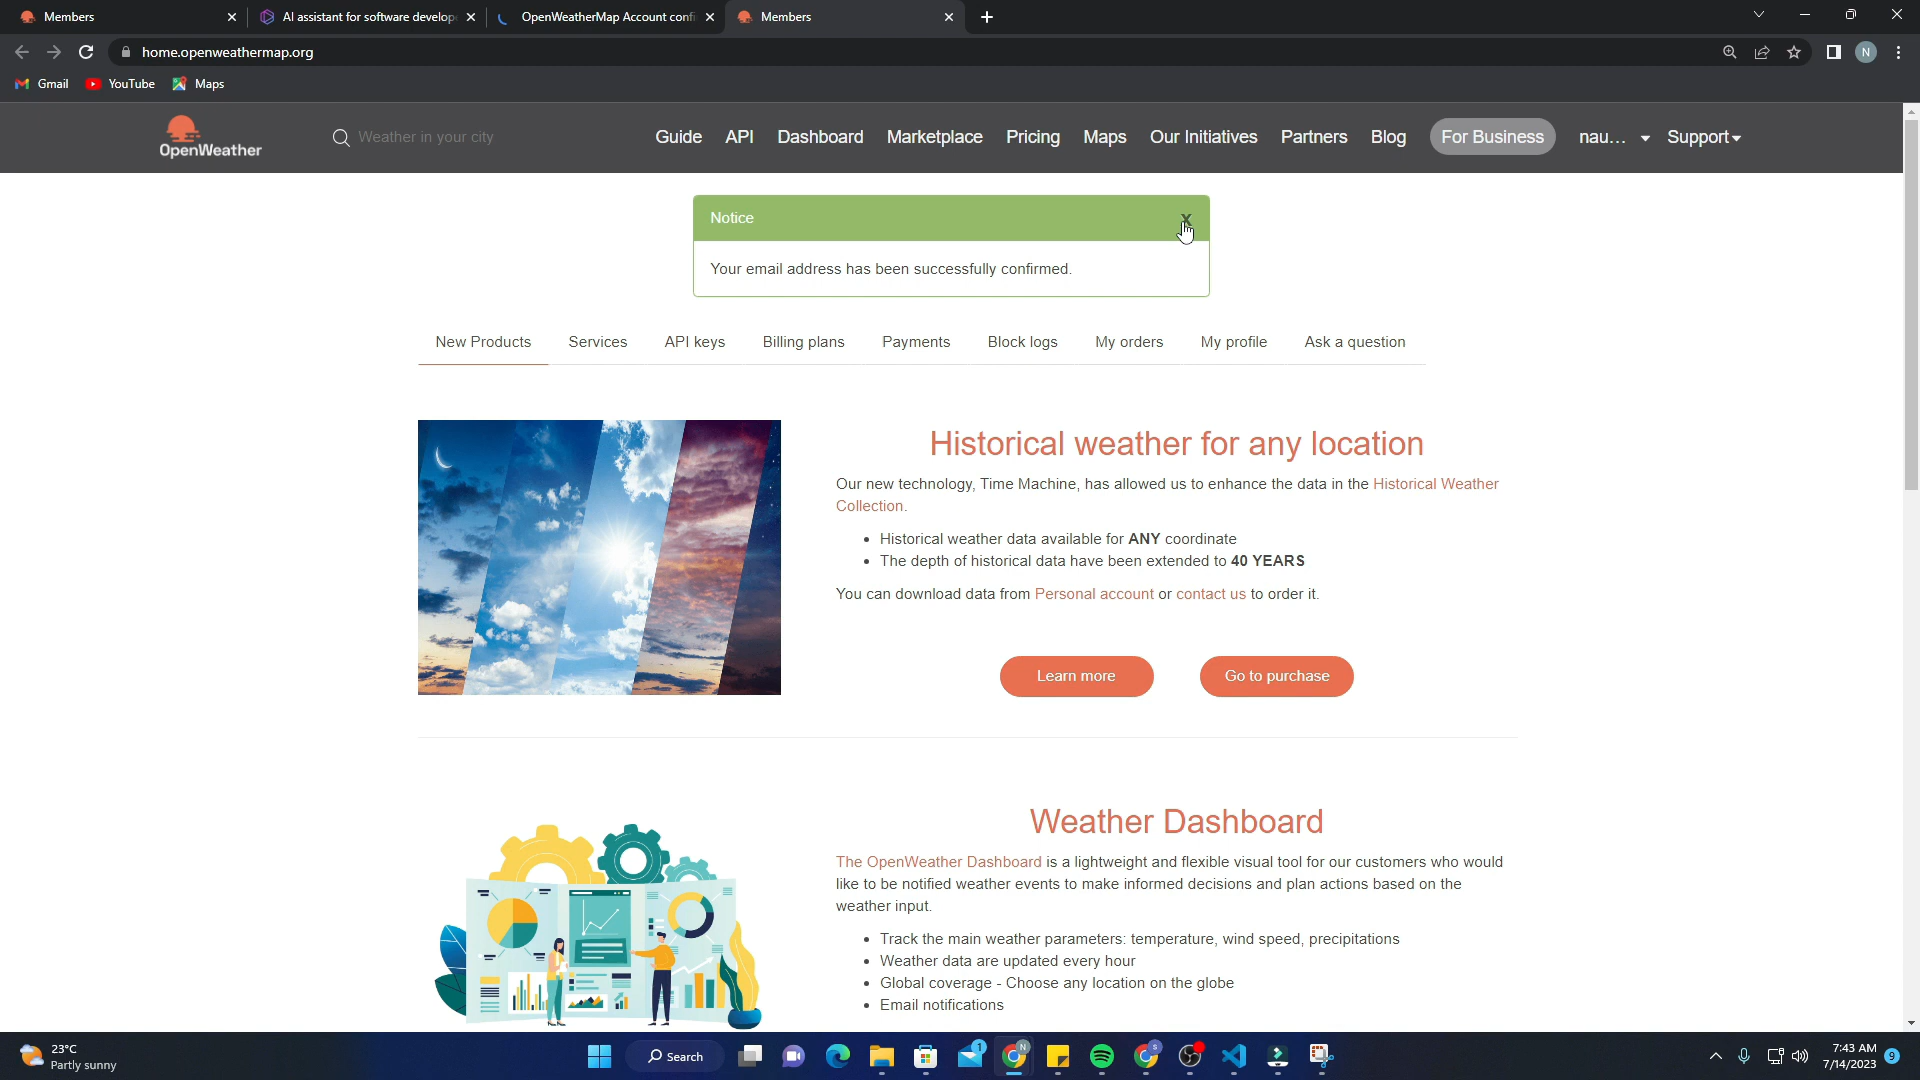 Members
AI assistant for software develop
OpenWeatherMap Account confi
Members
home.openweathermap.org
N
Gmail
YouTube
Maps
OpenWeather
Weather in your city
Guide
API
Dashboard
Marketplace
Pricing
Maps
Our Initiatives
Partners
Blog
For Business
nau...
Support
Notice
x
Your email address has been successfully confirmed.
New Products
Services
API keys
Billing plans
Payments
Block logs
My orders
My profile
Ask a question
Historical weather for any location
Our new technology, Time Machine, has allowed us to enhance the data in the Historical Weather
Collection.
Historical weather data available for ANY coordinate
The depth of historical data have been extended to 40 YEARS
You can download data from Personal account or contact us to order it.
Learn more
Go to purchase
Weather Dashboard
The OpenWeather Dashboard is a lightweight and flexible visual tool for our customers who would
like to be notified weather events to make informed decisions and plan actions based on the
weather input.
Track the main weather parameters: temperature, wind speed, precipitations
Weather data are updated every hour
Global coverage - Choose any location on the globe
Email notifications
23°C
Partly sunny
Search
1
N
S
7:43 AM
7/14/2023
9